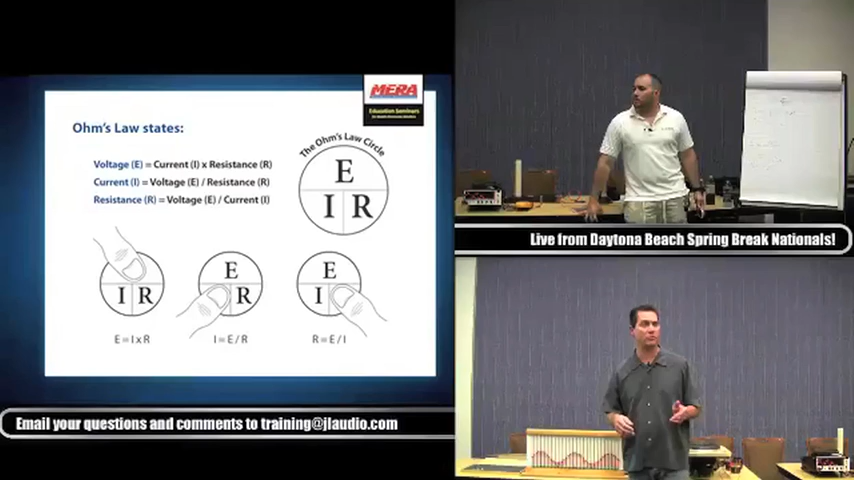 MERA
Education Seminars
Ohm's Law states:
The Ohm's Law Circle
Voltage (E) = Current (I) x Resistance (R)
Current (I) = Voltage (E) / Resistance (R)
Resistance (R) = Voltage (E) / Current (I)
E
I R
I R
E
R
E
I
E=IxR
I=E/R
R=E/I
Live from Daytona Beach Spring Break Nationals!
Email your questions and comments to training@jlaudio.com